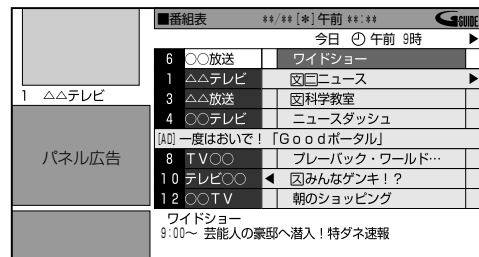 ■番組表 **/**[*]午前 **:** GGUIDE
今日 午前 9時 ▶
6 ○○放送 ワイドショー
1 △△テレビ 文二ニュース ▶
3 △△放送 文科学教室
4 ○○テレビ ニュースダッシュ
[AD]一度はおいで!「Goodポータル」
8 TV○○ プレーバック・ワールド…
10 テレビ○○ ◀ スみんなゲンキ!?
12 ○○TV 朝のショッピング
1 △△テレビ
パネル広告
ワイドショー
9:00～ 芸能人の豪邸へ潜入!特ダネ速報